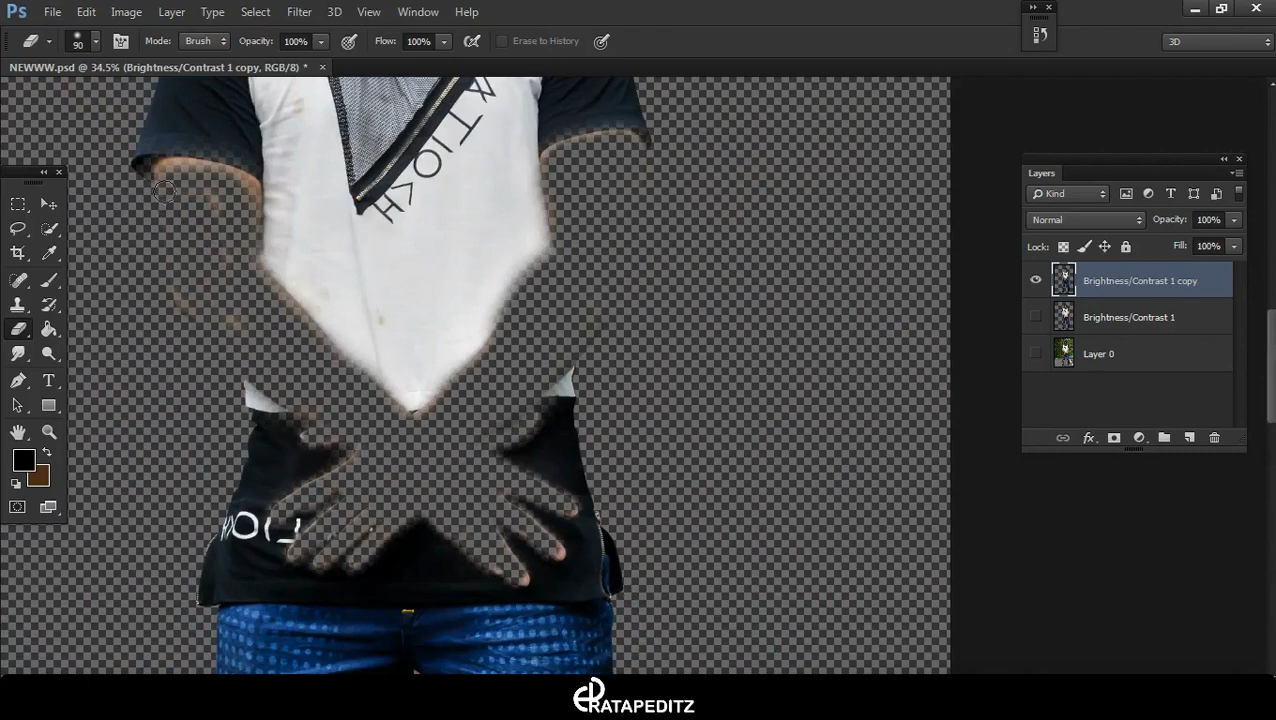 Ps File Edit Image Layer Type Select Filter 3D View Window Help
90 Mode: Brush Opacity: 100% Flow: 100% Erase to History 3D
NEWWW.psd @ 34.5% (Brightness/Contrast 1 copy, RGB/8) * ×
Layers
Kind
Normal Opacity: 100%
Lock: Fill: 100%
Brightness/Contrast 1 copy
Brightness/Contrast 1
Layer 0
fx
RATAPEDITZ